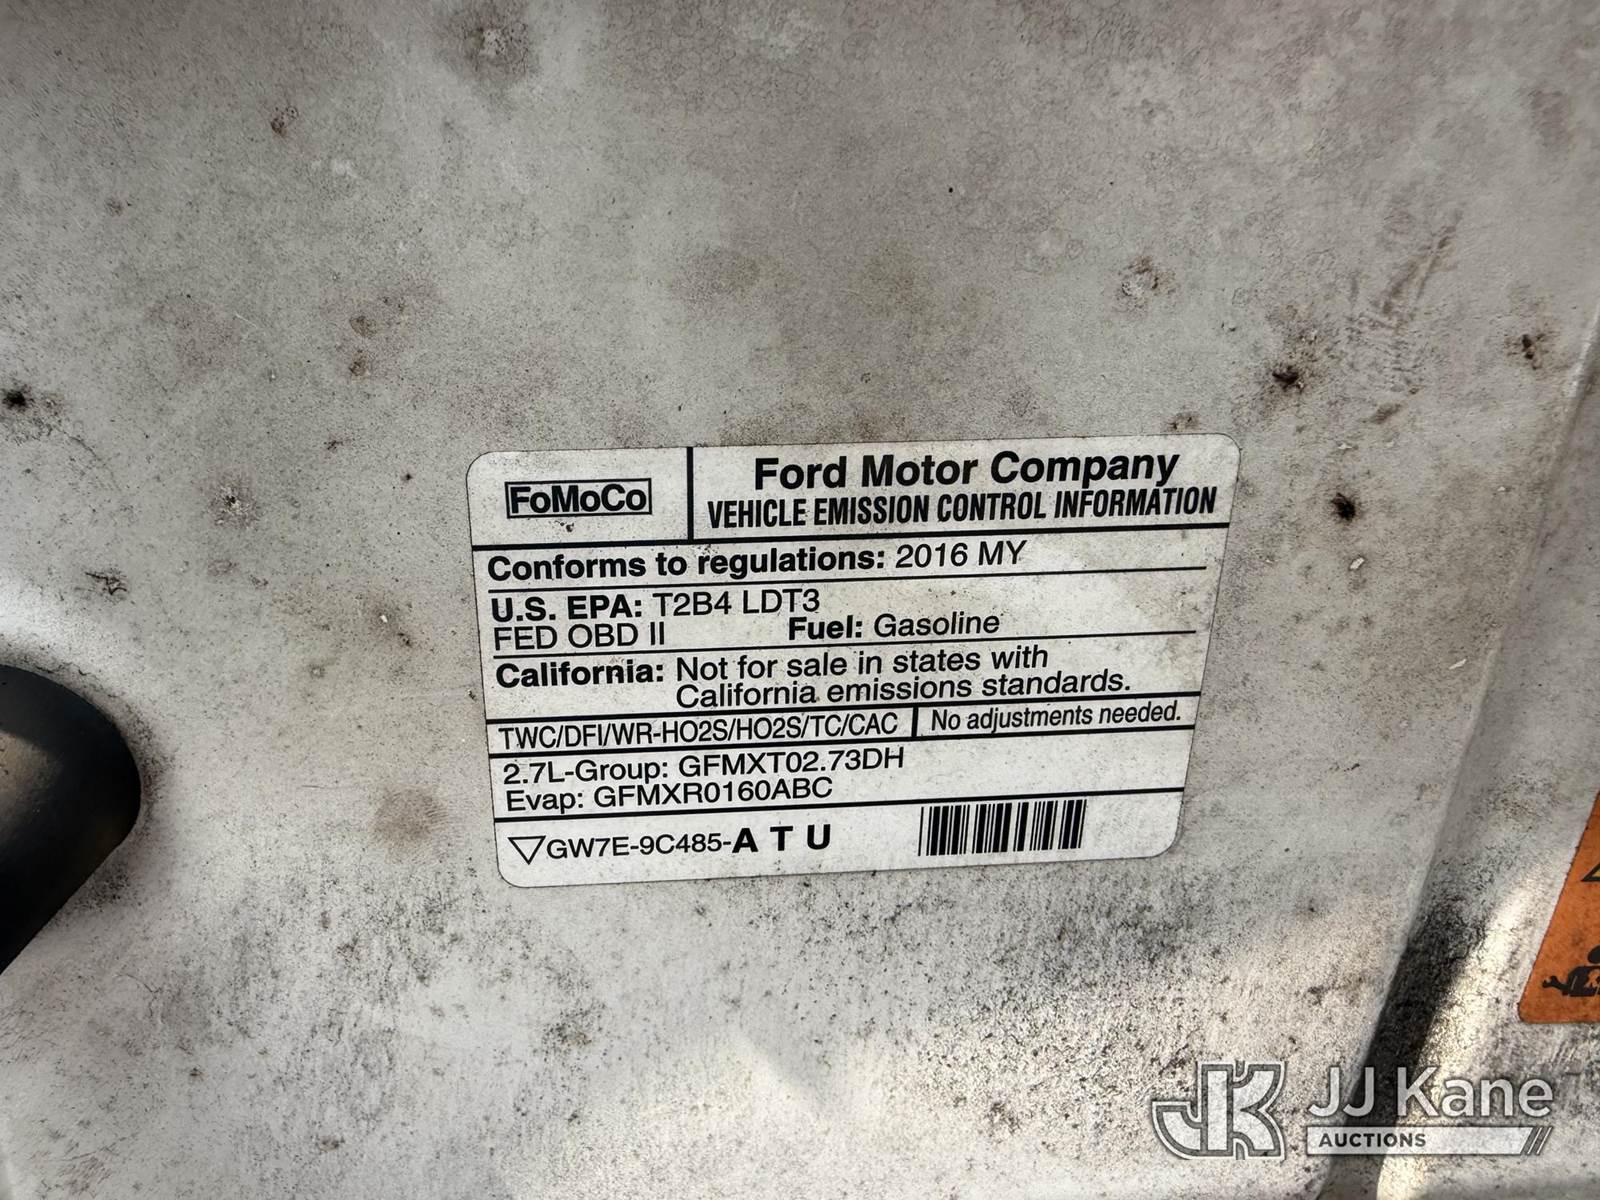 FoMoCo
Ford Motor Company
VEHICLE EMISSION CONTROL INFORMATION
Conforms to regulations: 2016 MY
U.S. EPA: T2B4 LDT3
FED OBD II Fuel: Gasoline
California: Not for sale in states with
California emissions standards.
TWC/DFI/WR-HO2S/HO2S/TC/CAC No adjustments needed.
2.7L-Group: GFMXT02.73DH
Evap: GFMXR0160ABC
GW7E-9C485-A T U
JK JJ Kane
AUCTIONS